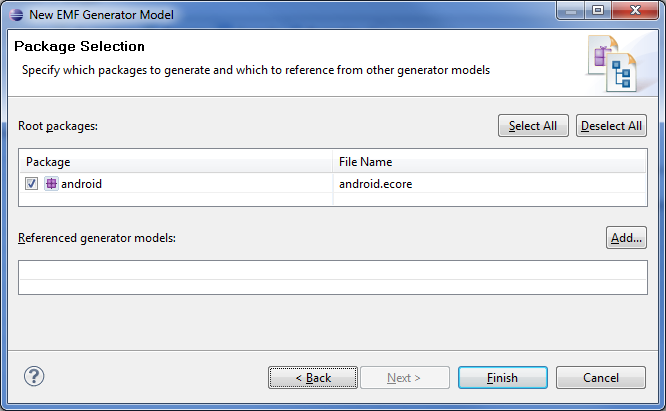 New EMF Generator Model
Package Selection
Specify which packages to generate and which to reference from other generator models
Root packages:
Select All
Deselect All
Package
File Name
android
android.ecore
Referenced generator models:
Add...
?
< Back
Next >
Finish
Cancel